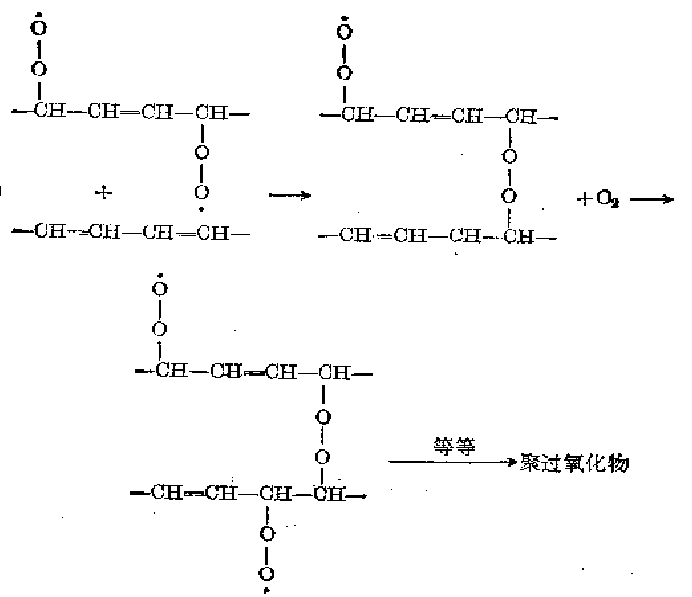 Ȯ Ȯ
O O
—CH—CH=CH—CH— —CH—CH=CH—CH—
O O
+ O O +O₂
—CH=CH—CH=CH— —CH=CH—CH—CH—
Ȯ
O
—CH—CH=CH—CH—
O
O 等等 聚过氧化物
—CH=CH—CH—CH—
O
O